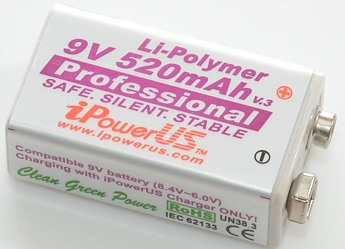 Li-Polymer
9V 520mAh v.3
Professional
SAFE. SILENT. STABLE
iPowerUS™
www.ipowerus.com
Compatible 9V battery (8.4V~6.0V)
Charging with iPowerUS Charger ONLY!
Clean Green Power RoHS UN38.3
IEC 62133